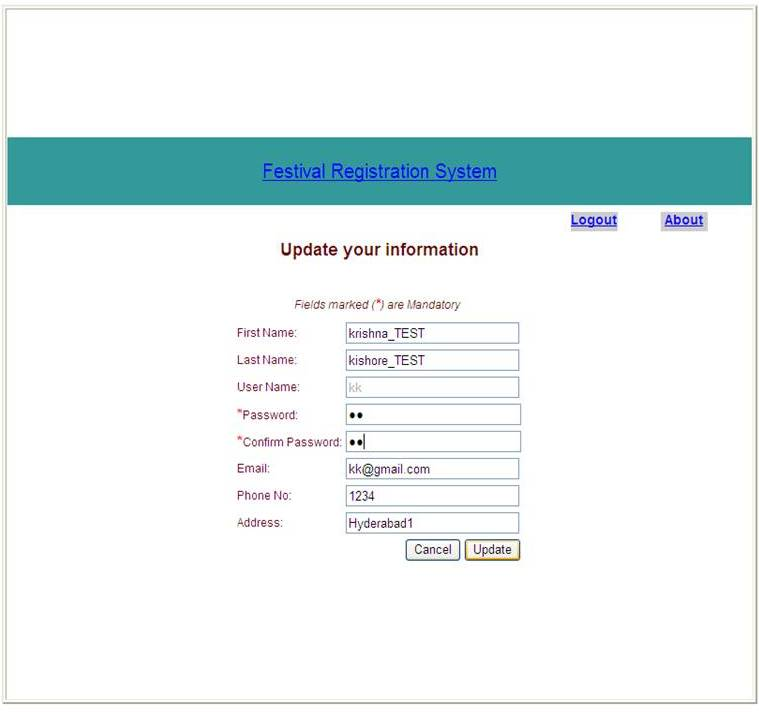 Festival Registration System
Logout About
Update your information
Fields marked (*) are Mandatory
First Name: krishna_TEST
Last Name: kishore_TEST
User Name: kk
*Password: ●●
*Confirm Password: ●●
Email: kk@gmail.com
Phone No: 1234
Address: Hyderabad1
Cancel Update